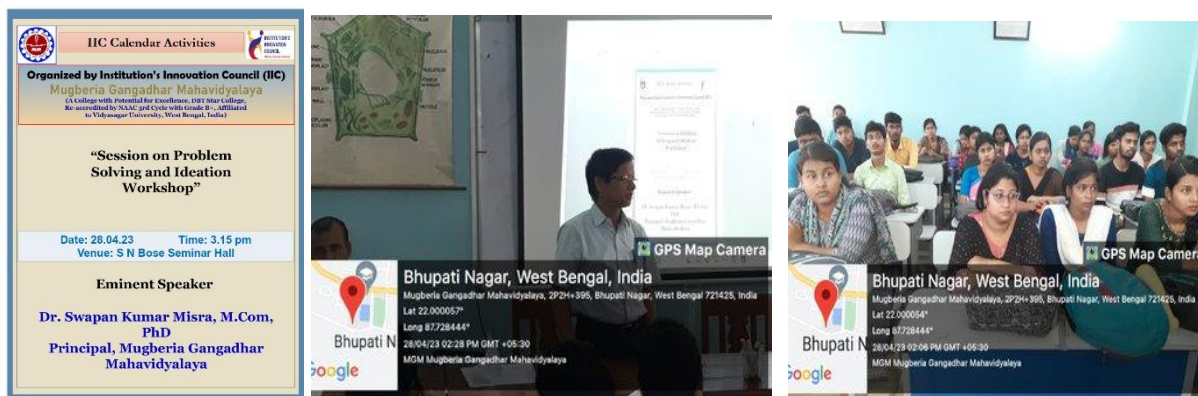 IIC Calendar Activities
INSTITUTION'S
INNOVATION
COUNCIL
Organized by Institution's Innovation Council (IIC)
Mugberia Gangadhar Mahavidyalaya
(A College with Potential for Excellence, DBT Star College,
Re-accredited by NAAC 3rd Cycle with Grade B+, Affiliated
to Vidyasagar University, West Bengal, India)
“Session on Problem
Solving and Ideation
Workshop”
Date: 28.04.23 Time: 3.15 pm
Venue: S N Bose Seminar Hall
Eminent Speaker
Dr. Swapan Kumar Misra, M.Com,
PhD
Principal, Mugberia Gangadhar
Mahavidyalaya
Solving and Ideation
GPS Map Camera
Bhupati Nagar, West Bengal, India
Mugberia Gangadhar Mahavidyalaya, 2P2H+395, Bhupati Nagar, West Bengal 721425, India
Lat 22.000057°
Long 87.728444°
28/04/23 02:28 PM GMT +05:30
MGM Mugberia Gangadhar Mahavidyalaya
Bhupati N
Google
GPS Map Camera
Bhupati Nagar, West Bengal, India
Mugberia Gangadhar Mahavidyalaya, 2P2H+395, Bhupati Nagar, West Bengal 721425, India
Lat 22.000054°
Long 87.728444°
28/04/23 02:06 PM GMT +05:30
MGM Mugberia Gangadhar Mahavidyalaya
Bhupati N
Google